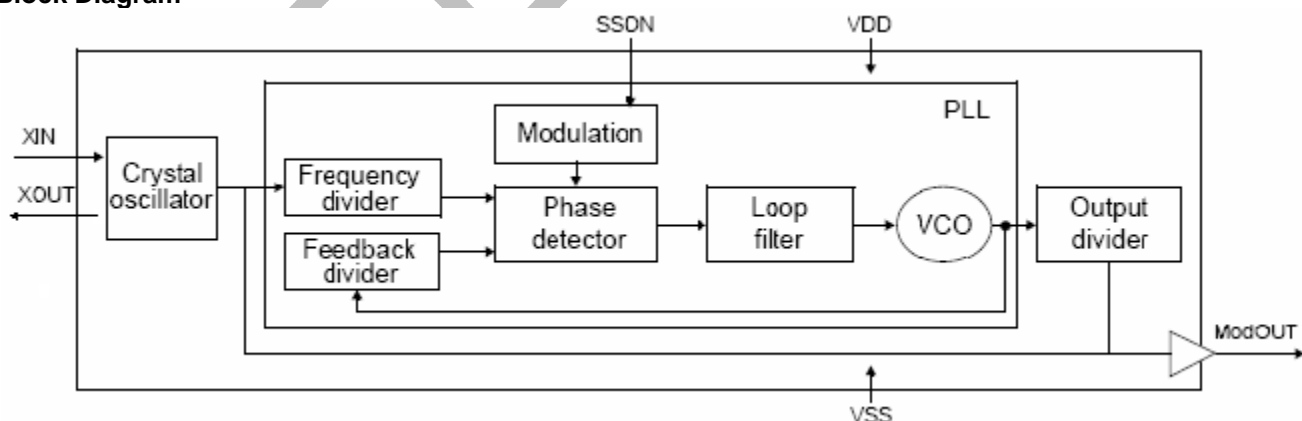 Block Diagram
SSON VDD
PLL
Modulation
XIN
XOUT
Crystal
oscillator
Frequency
divider
Feedback
divider
Phase
detector
Loop
filter
VCO
Output
divider
ModOUT
VSS